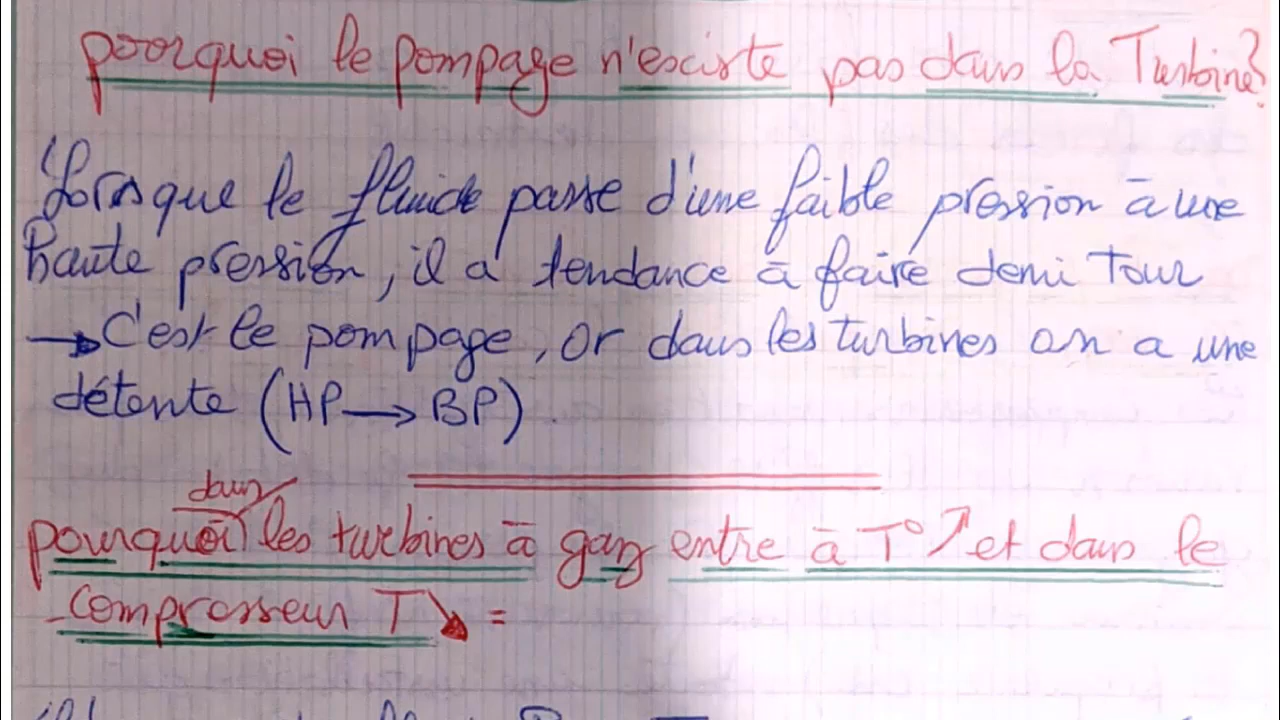 pourquoi le pompage n'existe pas dans la Turbine?
Lorsque le fluide passe d'une faible pression à une
haute pression, il a tendance à faire demi tour
→ C'est le pompage, or dans les turbines on a une
détente (HP → BP)
dans
pourquoi les turbines à gaz entre à T° ↗ et dans le
compresseur T ↘ =